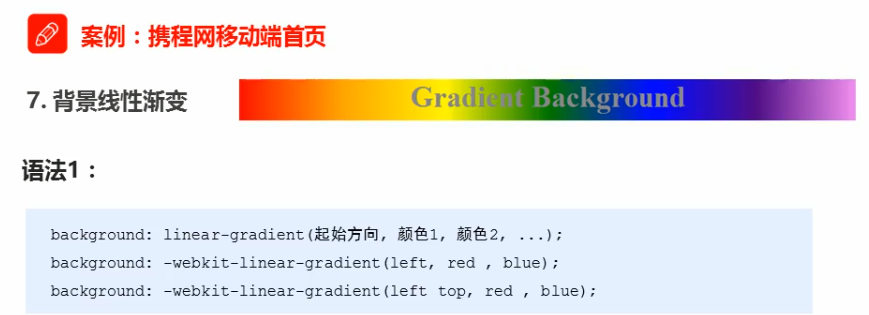 案例：携程网移动端首页
7. 背景线性渐变
Gradient Background
语法1：
background: linear-gradient(起始方向, 颜色1, 颜色2, ...);
background: -webkit-linear-gradient(left, red , blue);
background: -webkit-linear-gradient(left top, red , blue);